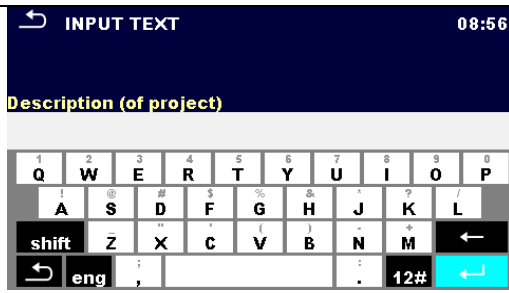 INPUT TEXT 08:56
Description (of project)
1 2 3 4 5 6 7 8 9 0
Q W E R T Y U I O P
! @ # $ % & * ? /
A S D F G H J K L
_ " ' ( ) - +
shift Z X C V B N M ←
; :
eng , . 12#